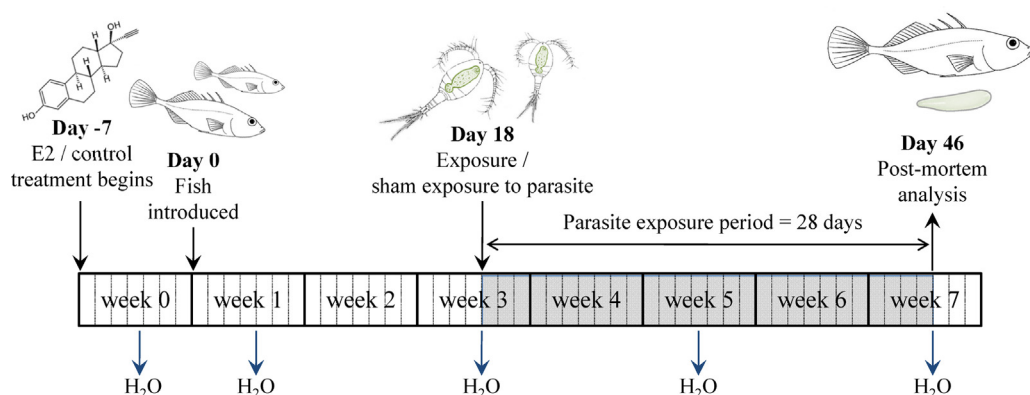 OH
H
H
H
HO
Day -7
E2 / control
treatment begins
Day 0
Fish
introduced
Day 18
Exposure /
sham exposure to parasite
Day 46
Post-mortem
analysis
Parasite exposure period = 28 days
week 0 week 1 week 2 week 3 week 4 week 5 week 6 week 7
H₂O H₂O H₂O H₂O H₂O